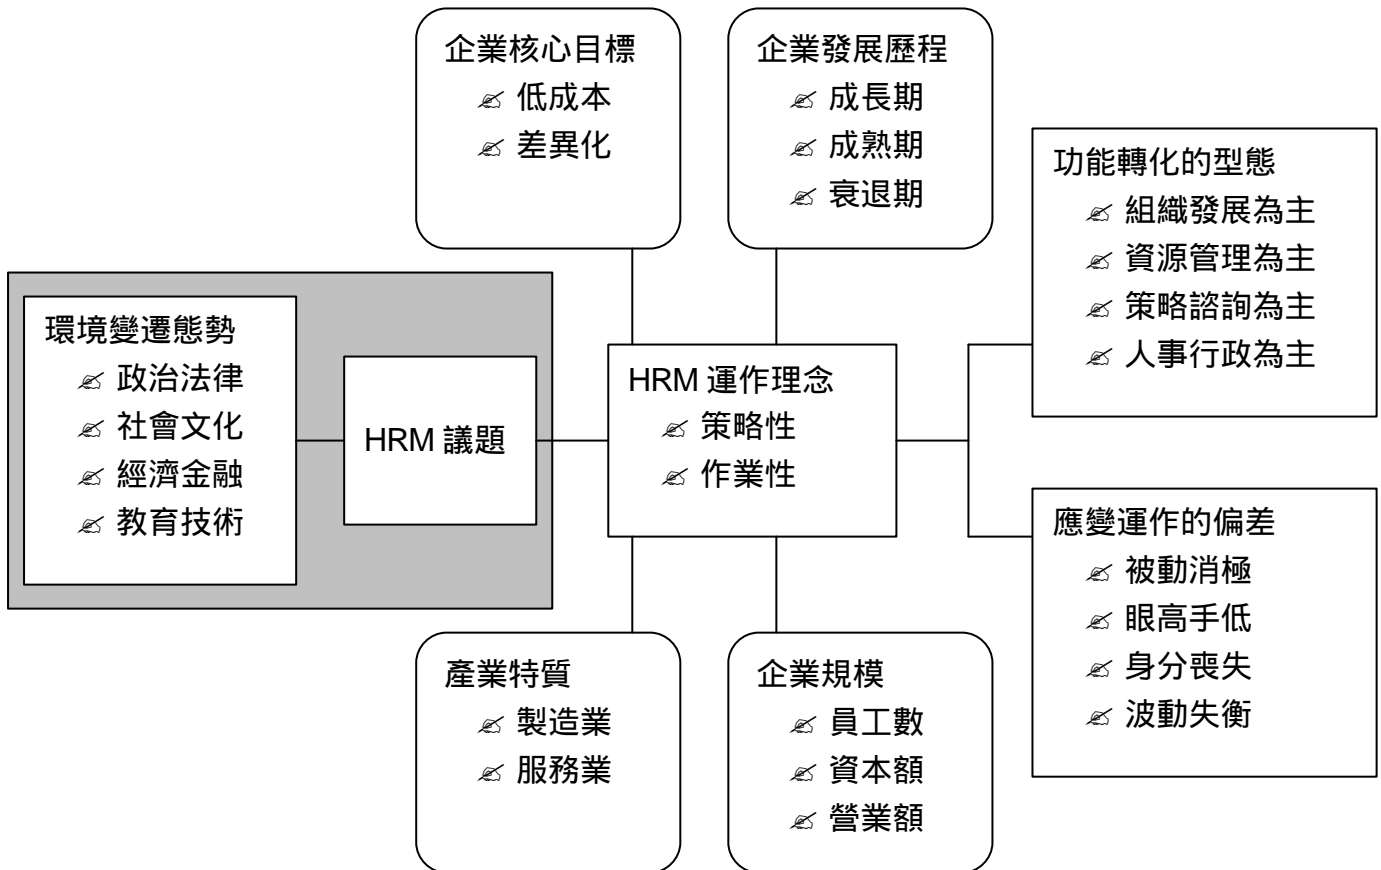 企業核心目標
低成本
差異化
企業發展歷程
成長期
成熟期
衰退期
功能轉化的型態
組織發展為主
資源管理為主
策略諮詢為主
人事行政為主
環境變遷態勢
政治法律
社會文化
經濟金融
教育技術
HRM 議題
HRM 運作理念
策略性
作業性
應變運作的偏差
被動消極
眼高手低
身分喪失
波動失衡
產業特質
製造業
服務業
企業規模
員工數
資本額
營業額